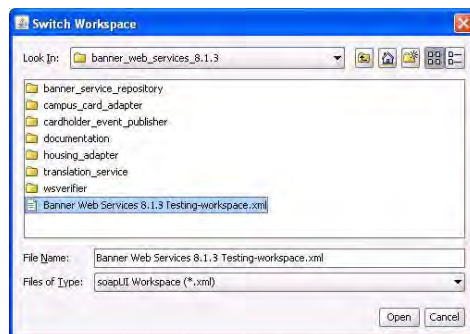 Switch Workspace
Look In: banner_web_services_8.1.3
banner_service_repository
campus_card_adapter
cardholder_event_publisher
documentation
housing_adapter
translation_service
wsverifier
Banner Web Services 8.1.3 Testing-workspace.xml
File Name: Banner Web Services 8.1.3 Testing-workspace.xml
Files of Type: soapUI Workspace (*.xml)
Open Cancel